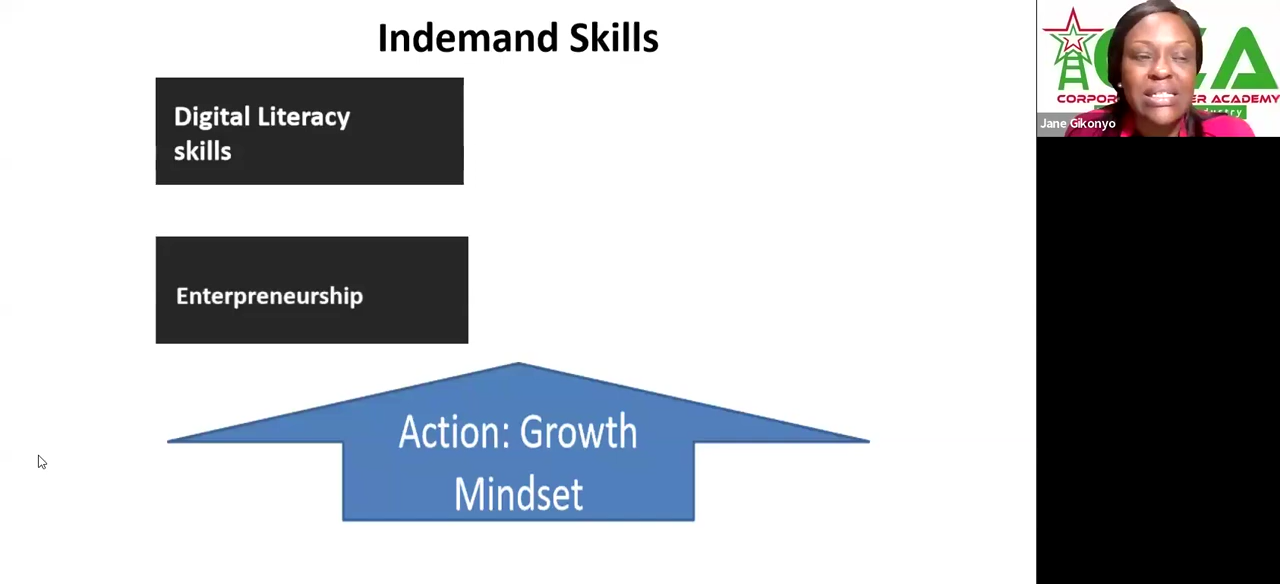 Indemand Skills
Digital Literacy
skills
Enterpreneurship
Action: Growth
Mindset
CORPOR ER ACADEMY
Jane Gikonyo